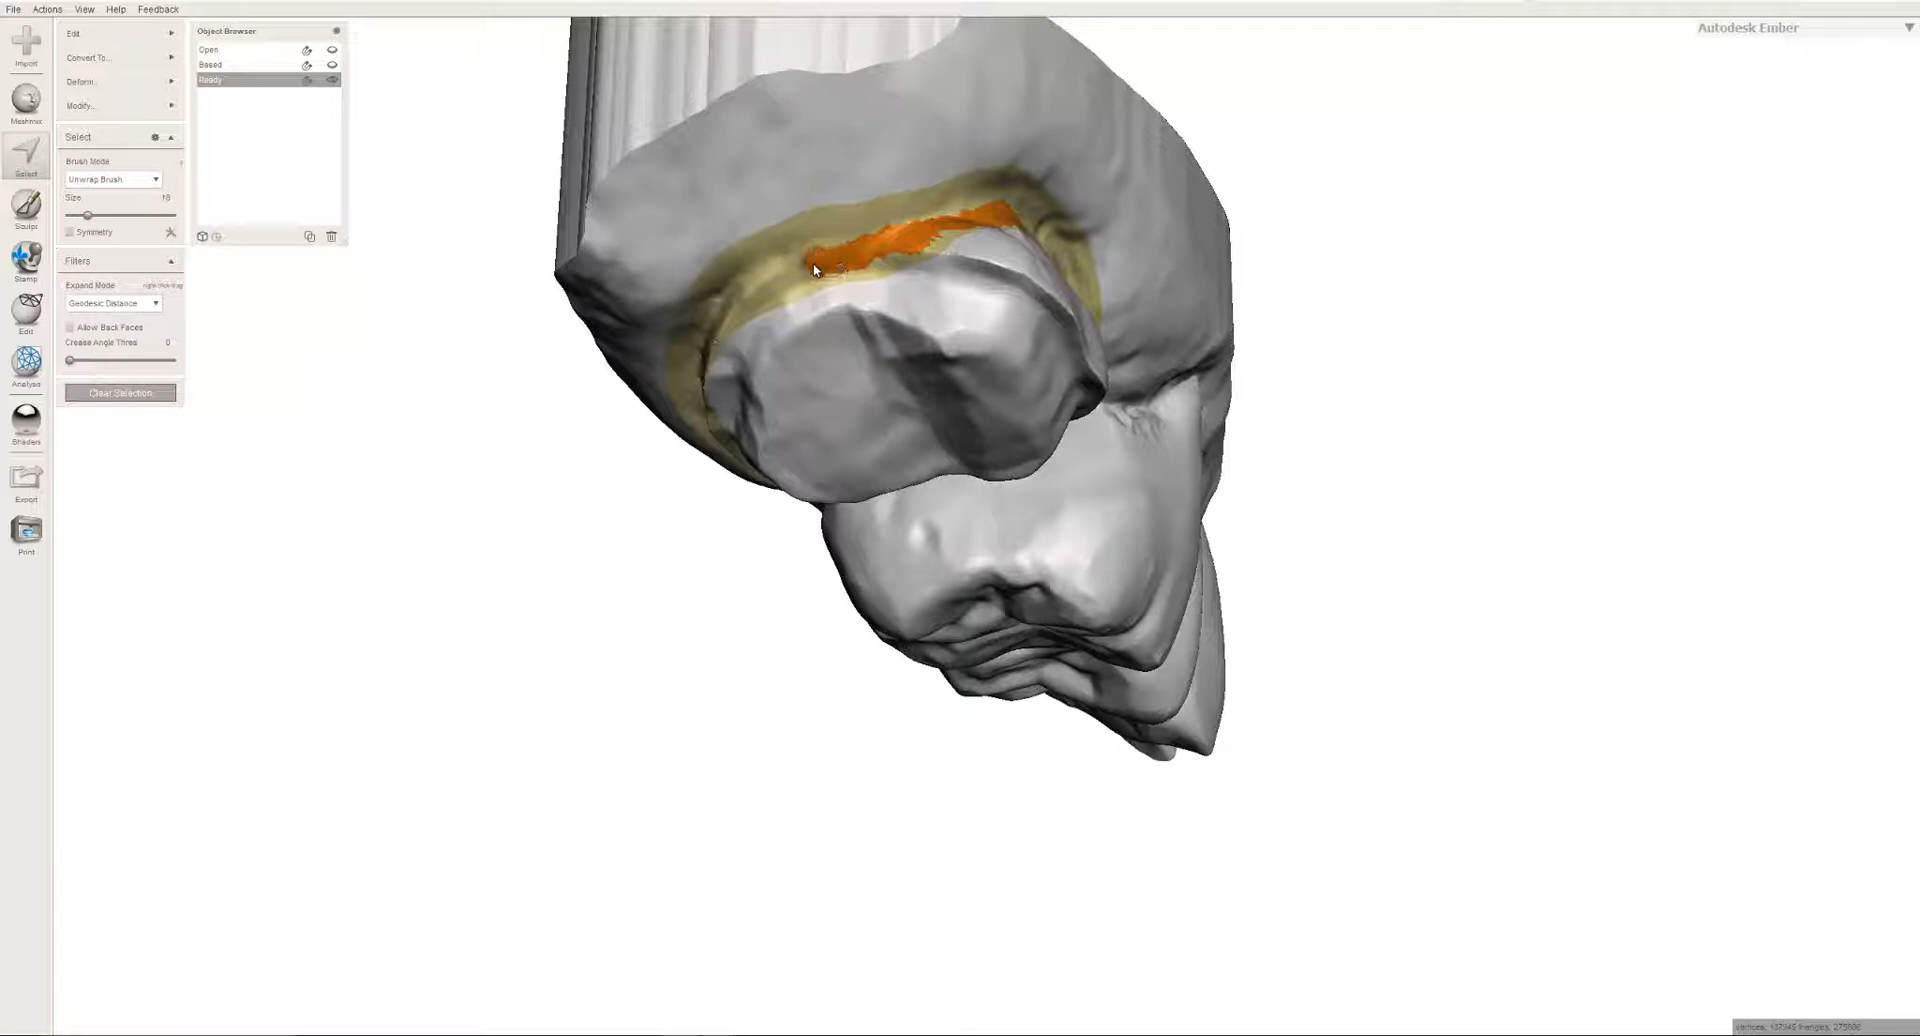 File Actions View Help Feedback
Autodesk Ember
Import
Meshmix
Select
Sculpt
Stamp
Edit
Analysis
Shaders
Export
Print
Edit
Convert To...
Deform...
Modify...
Select
Brush Mode
Unwrap Brush
Size 18
Symmetry
Filters
Expand Mode
Geodesic Distance
Allow Back Faces
Crease Angle Thres 0
Clear Selection
Object Browser
Open
Based
Ready